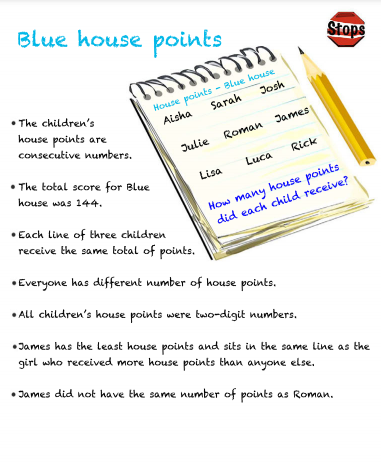 Blue house points
Stops
House points - Blue house
Aisha Sarah Josh
Julie Roman James
Lisa Luca Rick
How many house points
did each child receive?
• The children's
house points are
consecutive numbers.
• The total score for Blue
house was 144.
• Each line of three children
receive the same total of points.
• Everyone has different number of house points.
• All children's house points were two-digit numbers.
• James has the least house points and sits in the same line as the
girl who received more house points than anyone else.
• James did not have the same number of points as Roman.